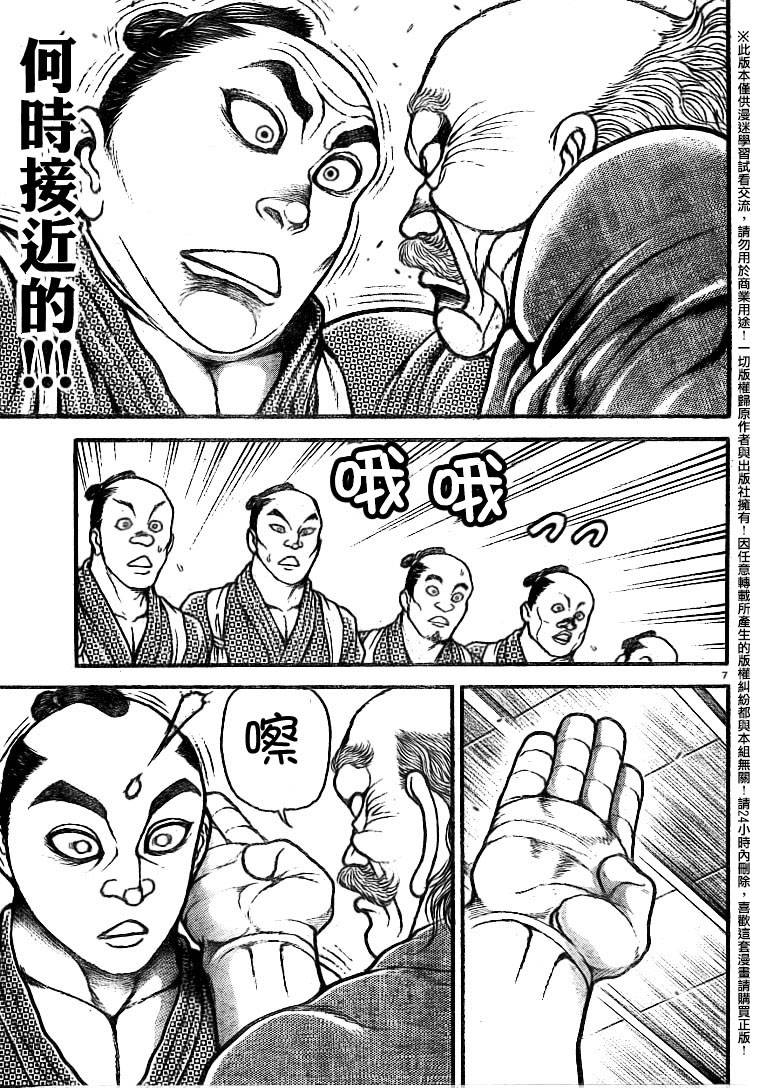 何時接近的!!!
哦哦
7
嚓
※此版本僅供漫迷學習試看交流，請勿用於商業用途！一切版權歸原作者與出版社擁有！因任意轉載所產生的版權糾紛都與本組無關！請24小時內刪除，喜歡這套漫畫請購買正版！